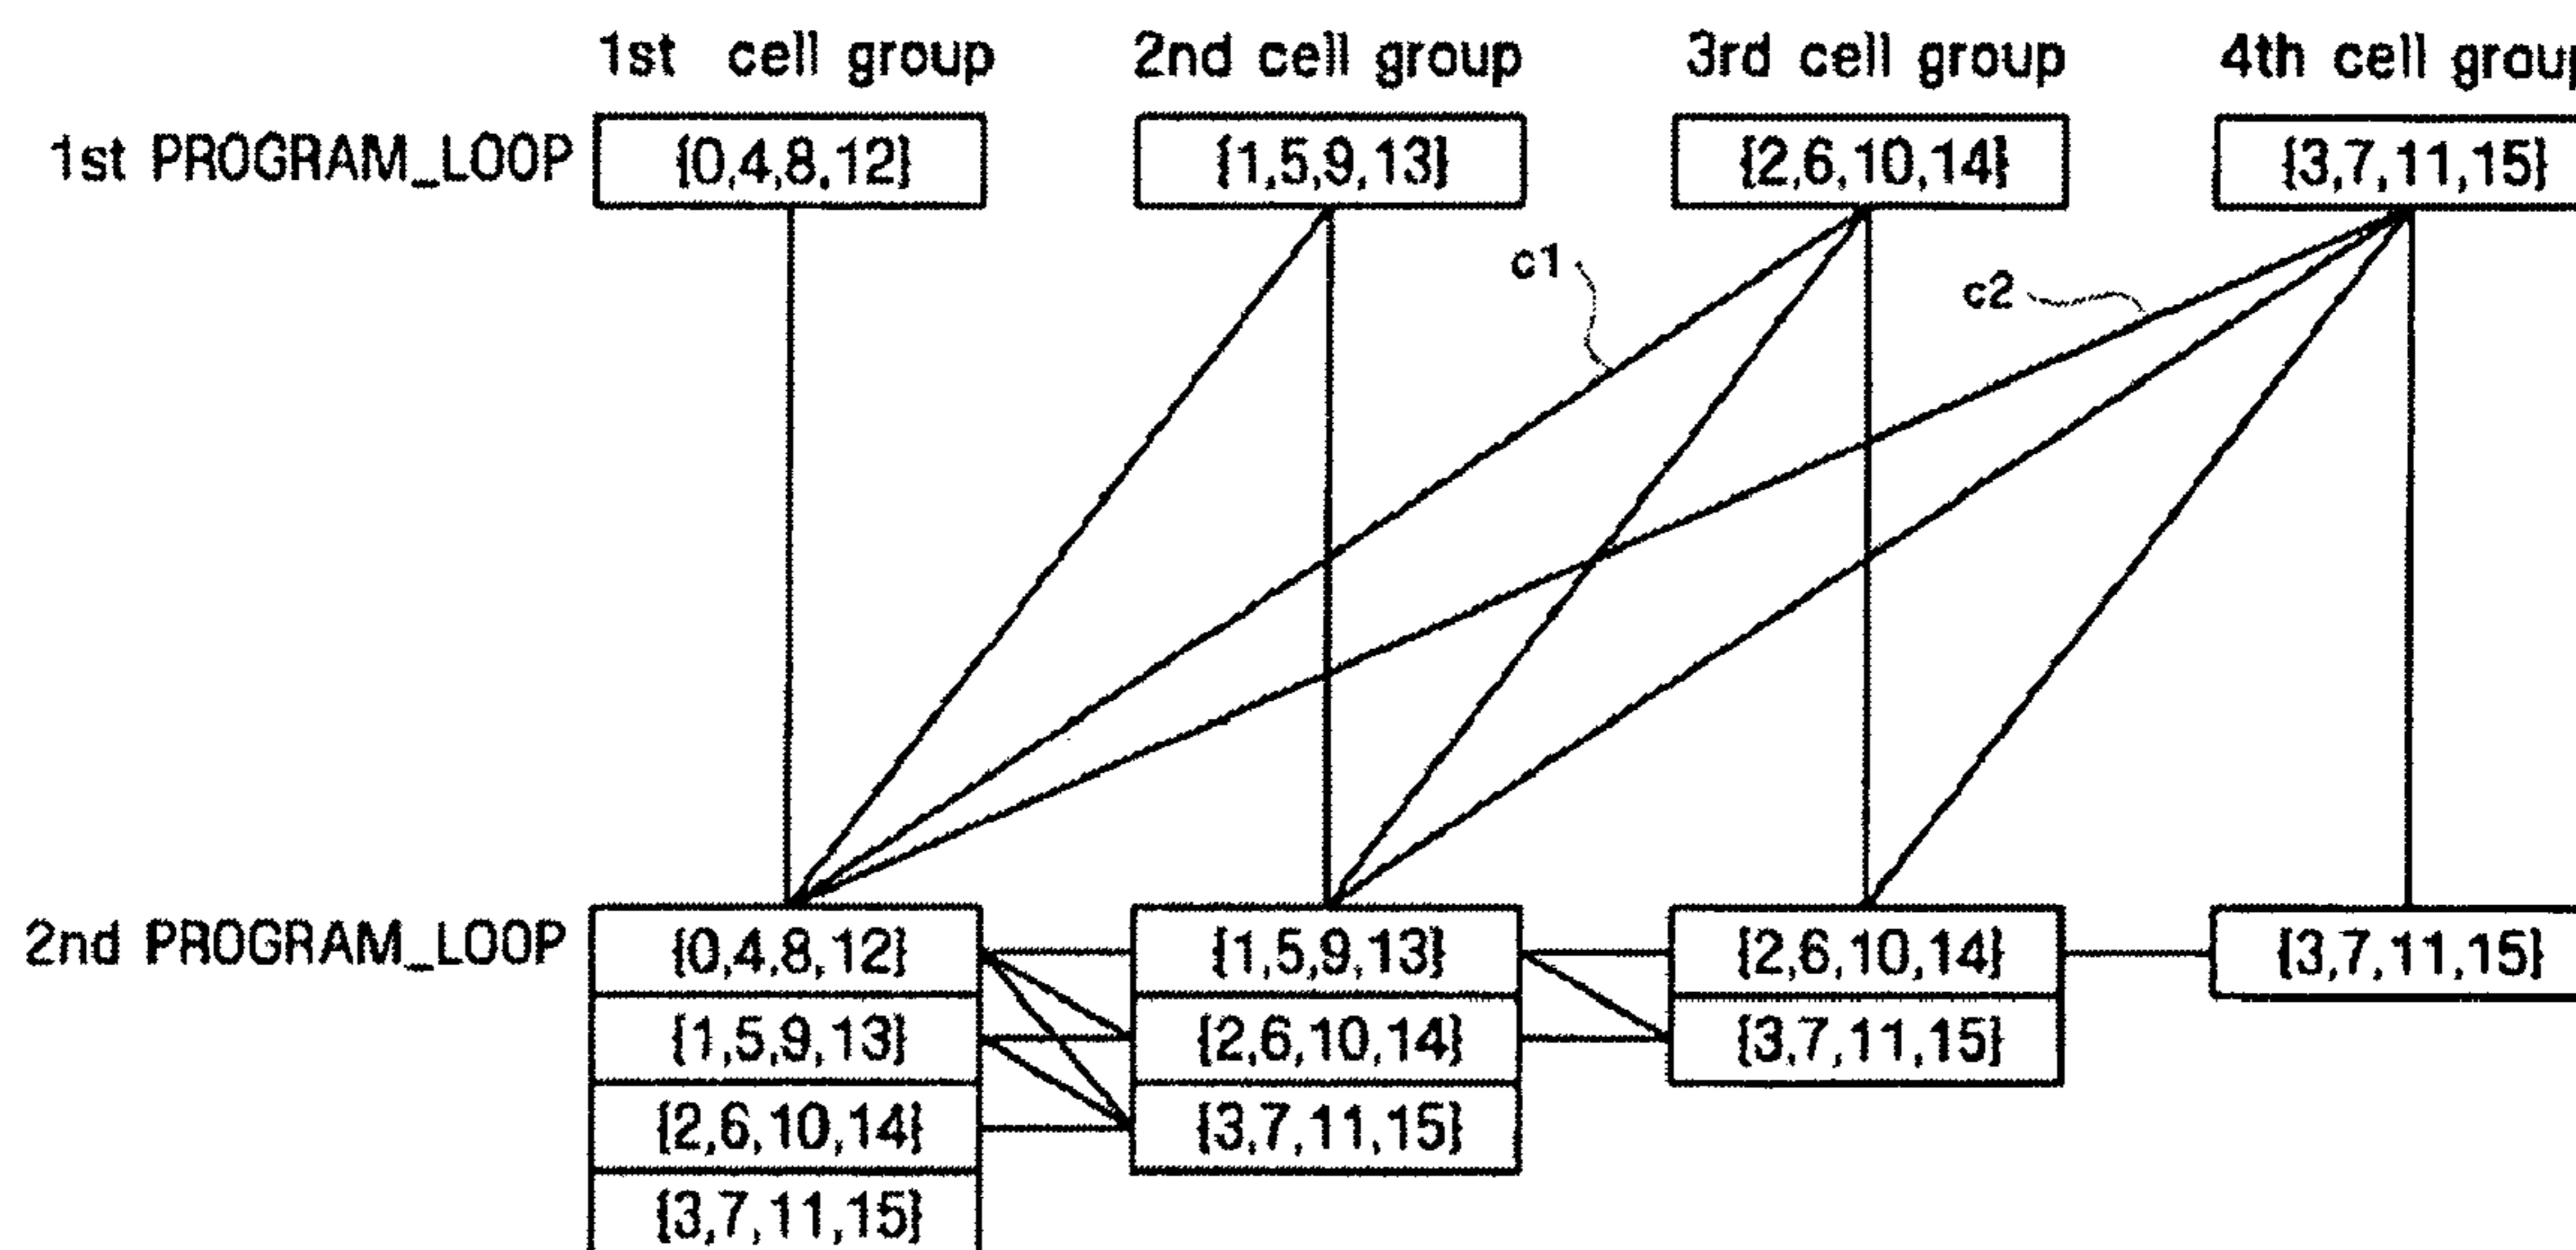 1st cell group 2nd cell group 3rd cell group 4th cell group
1st PROGRAM_LOOP {0,4,8,12} {1,5,9,13} {2,6,10,14} {3,7,11,15}
c1
c2
2nd PROGRAM_LOOP {0,4,8,12} {1,5,9,13} {2,6,10,14} {3,7,11,15}
{1,5,9,13} {2,6,10,14} {3,7,11,15}
{2,6,10,14} {3,7,11,15}
{3,7,11,15}